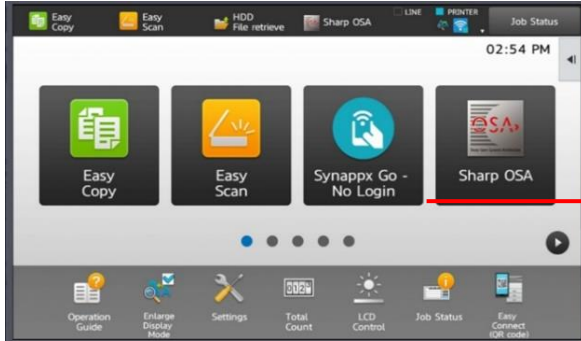 Easy
Copy
Easy
Scan
HDD
File retrieve
Sharp OSA
LINE
PRINTER
Job Status
02:54 PM
Easy
Copy
Easy
Scan
Synappx Go -
No Login
OSA
Sharp OSA
Operation
Guide
Enlarge
Display
Mode
Settings
Total
Count
LCD
Control
Job Status
Easy
Connect
(QR code)